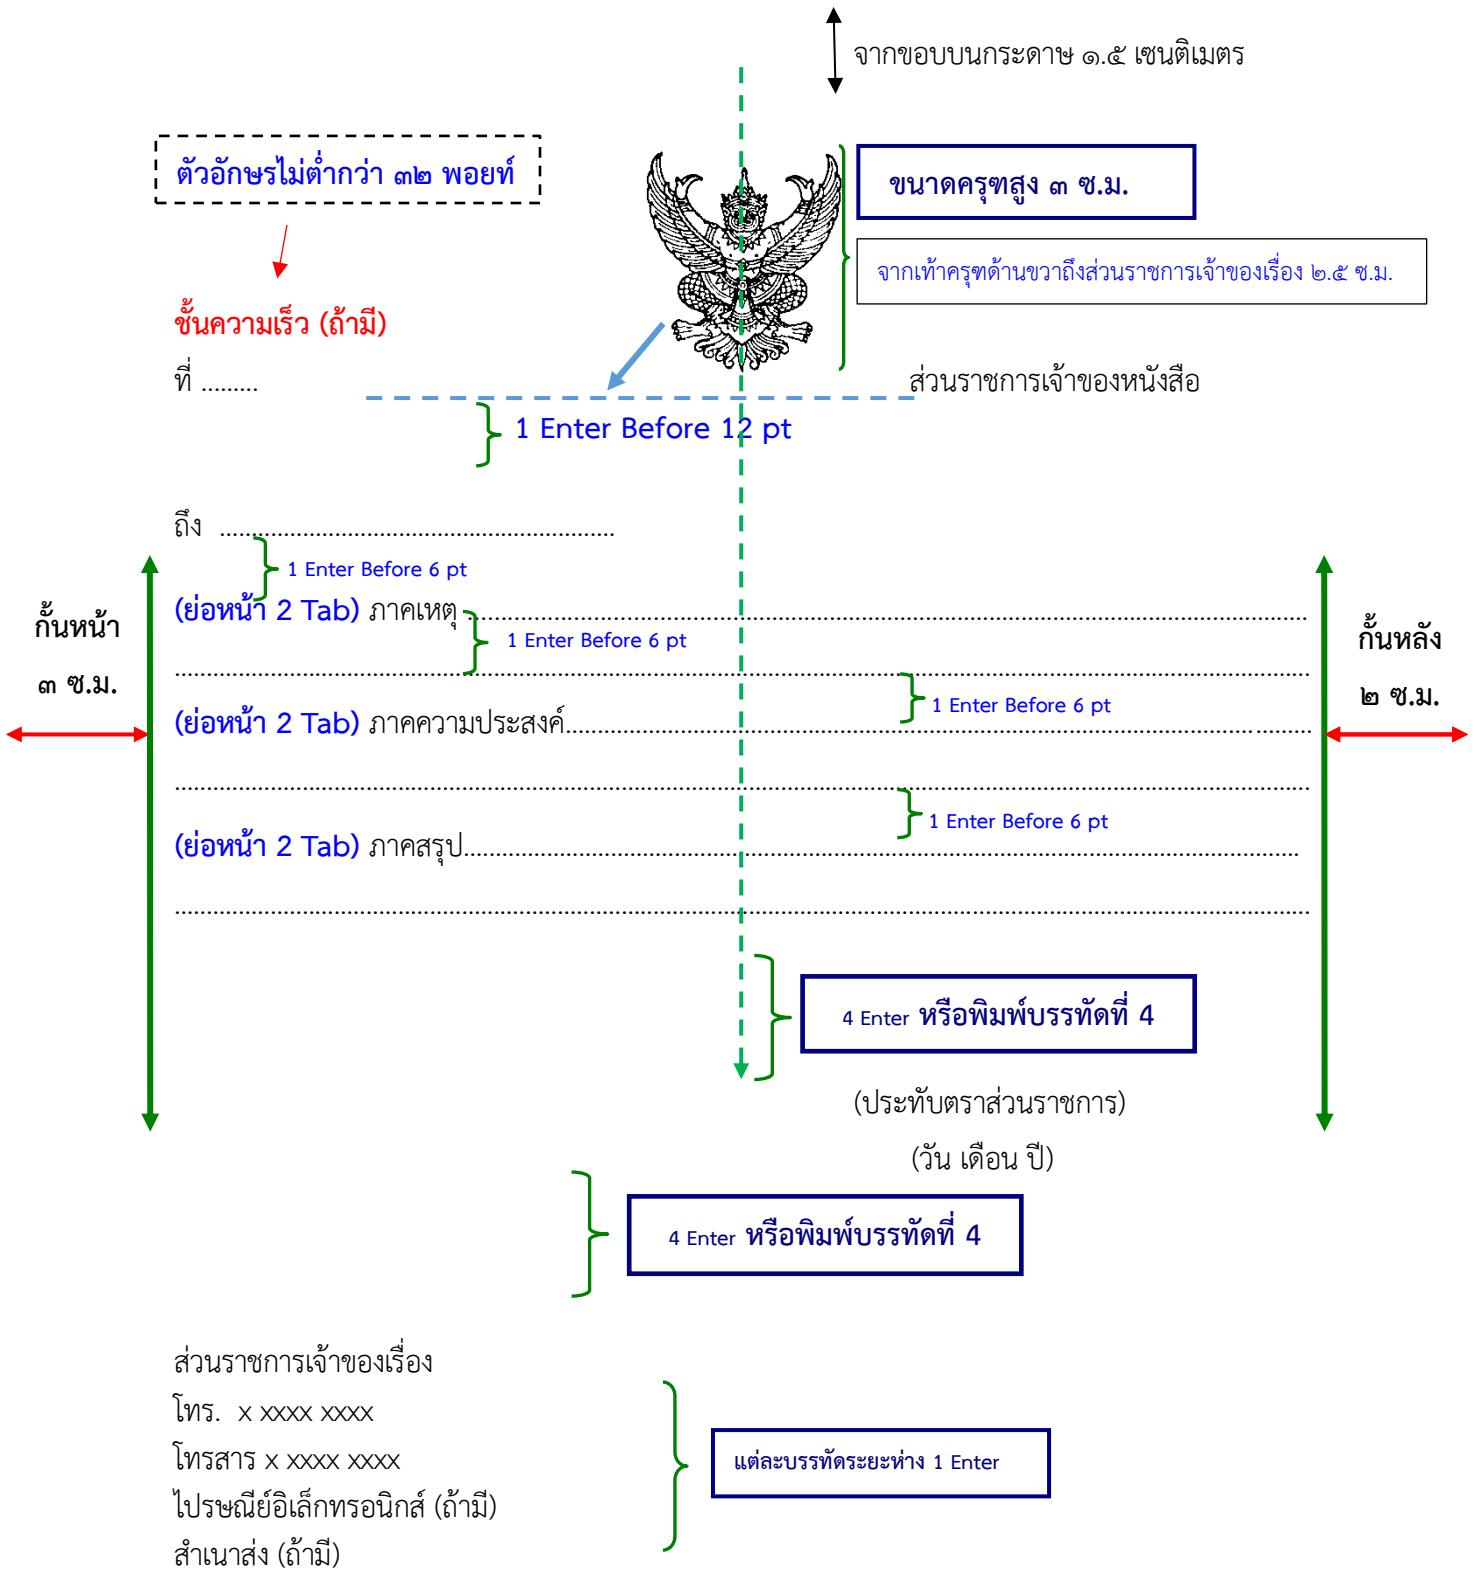 จากขอบบนกระดาษ ๑.๕ เซนติเมตร
ตัวอักษรไม่ต่ำกว่า ๓๒ พอยท์
ขนาดครุฑสูง ๓ ซ.ม.
จากเท้าครุฑด้านขวาถึงส่วนราชการเจ้าของเรื่อง ๒.๕ ซ.ม.
ชั้นความเร็ว (ถ้ามี)
ที่ ......... ส่วนราชการเจ้าของหนังสือ
1 Enter Before 12 pt
ถึง ..............................................................
1 Enter Before 6 pt
(ย่อหน้า 2 Tab) ภาคเหตุ ....................................................................................................................................
กั้นหน้า
1 Enter Before 6 pt
กั้นหลัง
๓ ซ.ม.
....................................................................................................................................................................................
๒ ซ.ม.
1 Enter Before 6 pt
(ย่อหน้า 2 Tab) ภาคความประสงค์......................................................................................................................
....................................................................................................................................................................................
1 Enter Before 6 pt
(ย่อหน้า 2 Tab) ภาคสรุป....................................................................................................................................
....................................................................................................................................................................................
4 Enter หรือพิมพ์บรรทัดที่ 4
(ประทับตราส่วนราชการ)
(วัน เดือน ปี)
4 Enter หรือพิมพ์บรรทัดที่ 4
ส่วนราชการเจ้าของเรื่อง
โทร. x xxxx xxxx
โทรสาร x xxxx xxxx
แต่ละบรรทัดระยะห่าง 1 Enter
ไปรษณีย์อิเล็กทรอนิกส์ (ถ้ามี)
สำเนาส่ง (ถ้ามี)